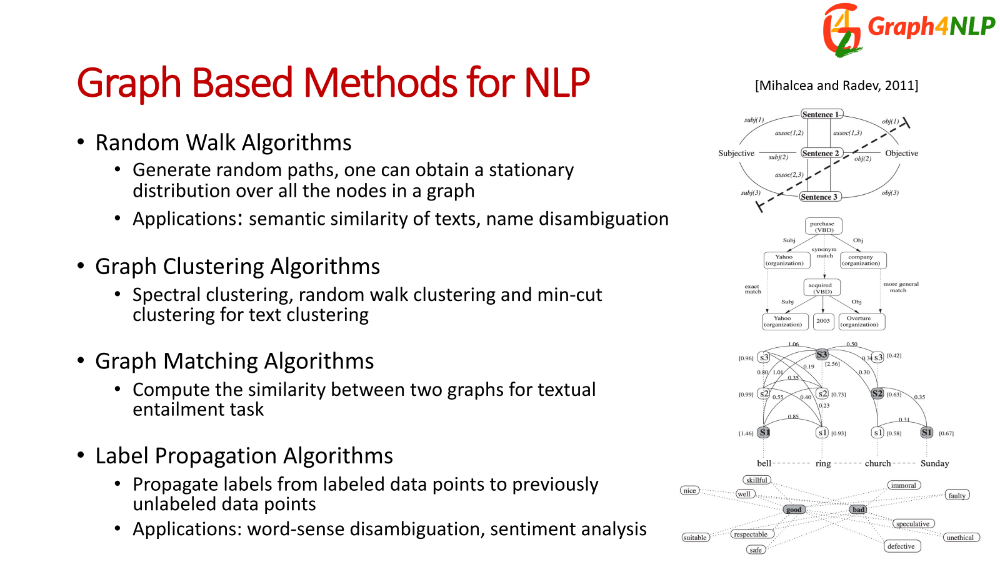 Graph4NLP
Graph Based Methods for NLP
[Mihalcea and Radev, 2011]
• Random Walk Algorithms
• Generate random paths, one can obtain a stationary
distribution over all the nodes in a graph
• Applications: semantic similarity of texts, name disambiguation
• Graph Clustering Algorithms
• Spectral clustering, random walk clustering and min-cut
clustering for text clustering
• Graph Matching Algorithms
• Compute the similarity between two graphs for textual
entailment task
• Label Propagation Algorithms
• Propagate labels from labeled data points to previously
unlabeled data points
• Applications: word-sense disambiguation, sentiment analysis
Sentence 1
subj(1)
obj(1)
assoc(1,2)
assoc(1,3)
Subjective
Sentence 2
Objective
subj(2)
obj(2)
assoc(2,3)
subj(3)
Sentence 3
obj(3)
purchase
(VBD)
Subj
Obj
synonym
match
Yahoo
(organization)
company
(organization)
exact
match
acquired
(VBD)
more general
match
Subj
Obj
Yahoo
(organization)
2003
Overture
(organization)
1.06
0.50
[0.96]
s3
S3
[2.56]
0.34
s3
[0.42]
0.19
0.80
1.01
0.35
0.30
[0.99]
s2
0.55
0.40
s2
[0.73]
S2
[0.63]
0.35
0.23
0.85
0.31
[1.46]
S1
s1
[0.93]
s1
[0.58]
S1
[0.67]
bell
ring
church
Sunday
skillful
nice
well
immoral
faulty
good
bad
speculative
suitable
respectable
unethical
safe
defective